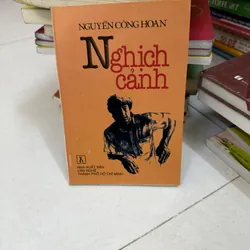 NGUYỄN CÔNG HOAN
Nghịch
cảnh
NHÀ XUẤT BẢN
VĂN NGHỆ
THÀNH PHỐ HỒ CHÍ MINH